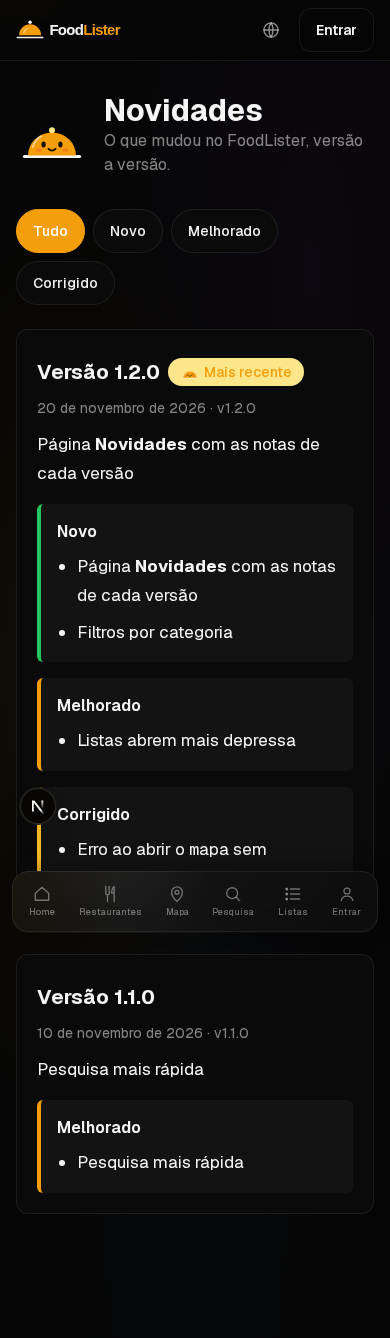 FoodLister
Entrar
Novidades
O que mudou no FoodLister, versão
a versão.
Tudo
Novo
Melhorado
Corrigido
Versão 1.2.0
Mais recente
20 de novembro de 2026 · v1.2.0
Página Novidades com as notas de
cada versão
Novo
• Página Novidades com as notas
de cada versão
• Filtros por categoria
Melhorado
• Listas abrem mais depressa
N
Corrigido
• Erro ao abrir o mapa sem
Home
Restaurantes
Mapa
Pesquisa
Listas
Entrar
Versão 1.1.0
10 de novembro de 2026 · v1.1.0
Pesquisa mais rápida
Melhorado
• Pesquisa mais rápida